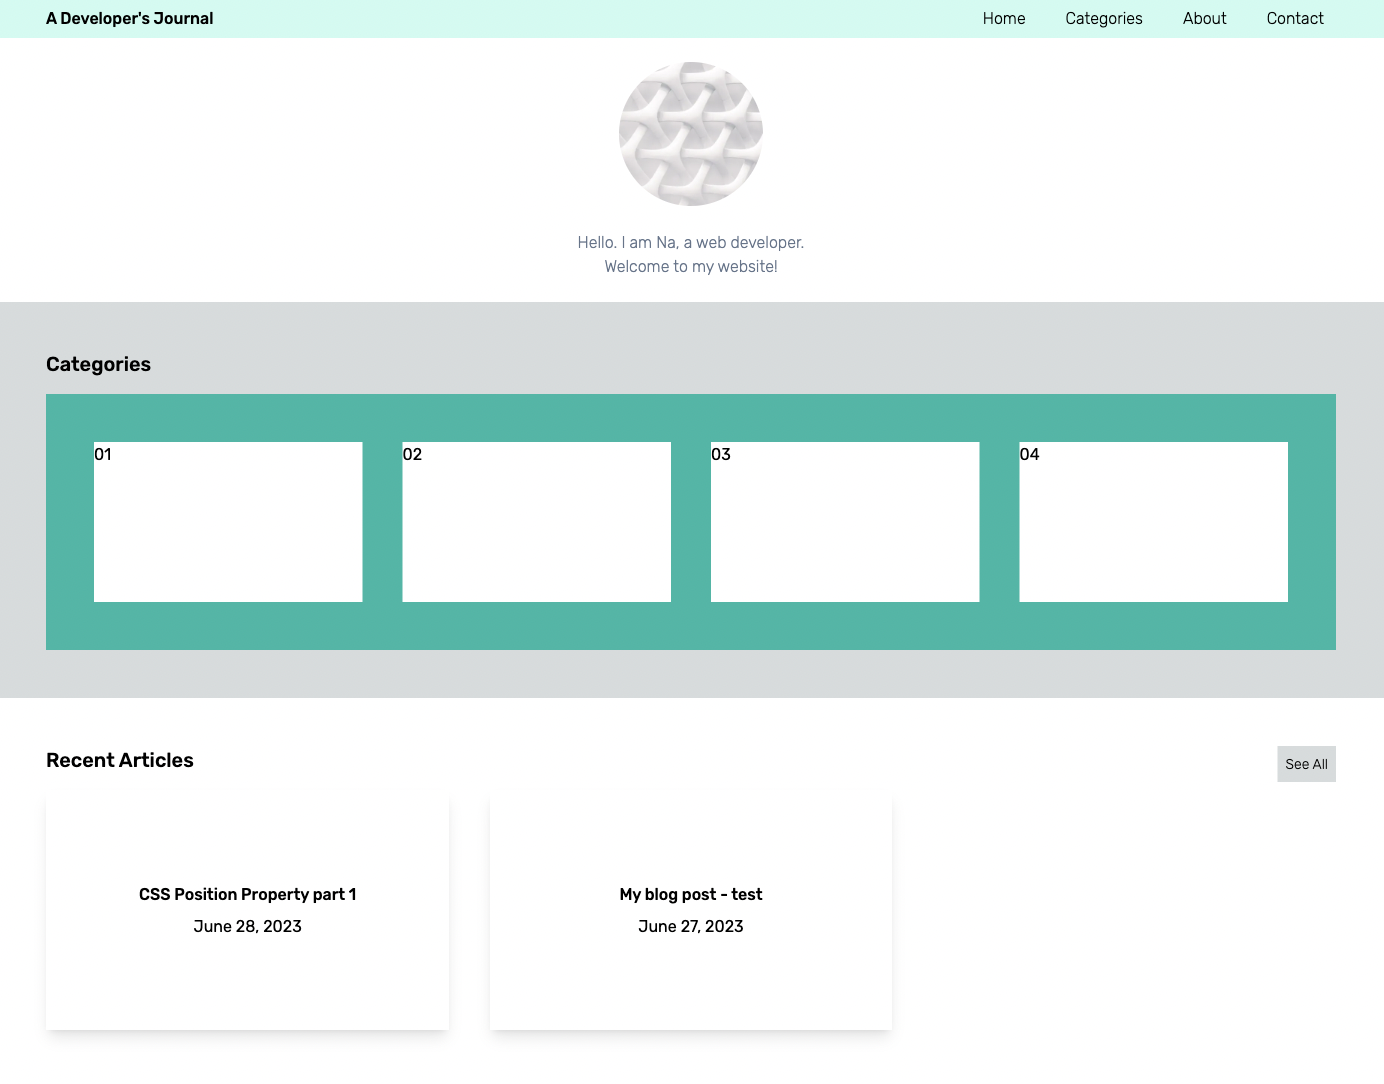 A Developer's Journal
Home Categories About Contact
Hello. I am Na, a web developer.
Welcome to my website!
Categories
01 02 03 04
Recent Articles
See All
CSS Position Property part 1
June 28, 2023
My blog post - test
June 27, 2023